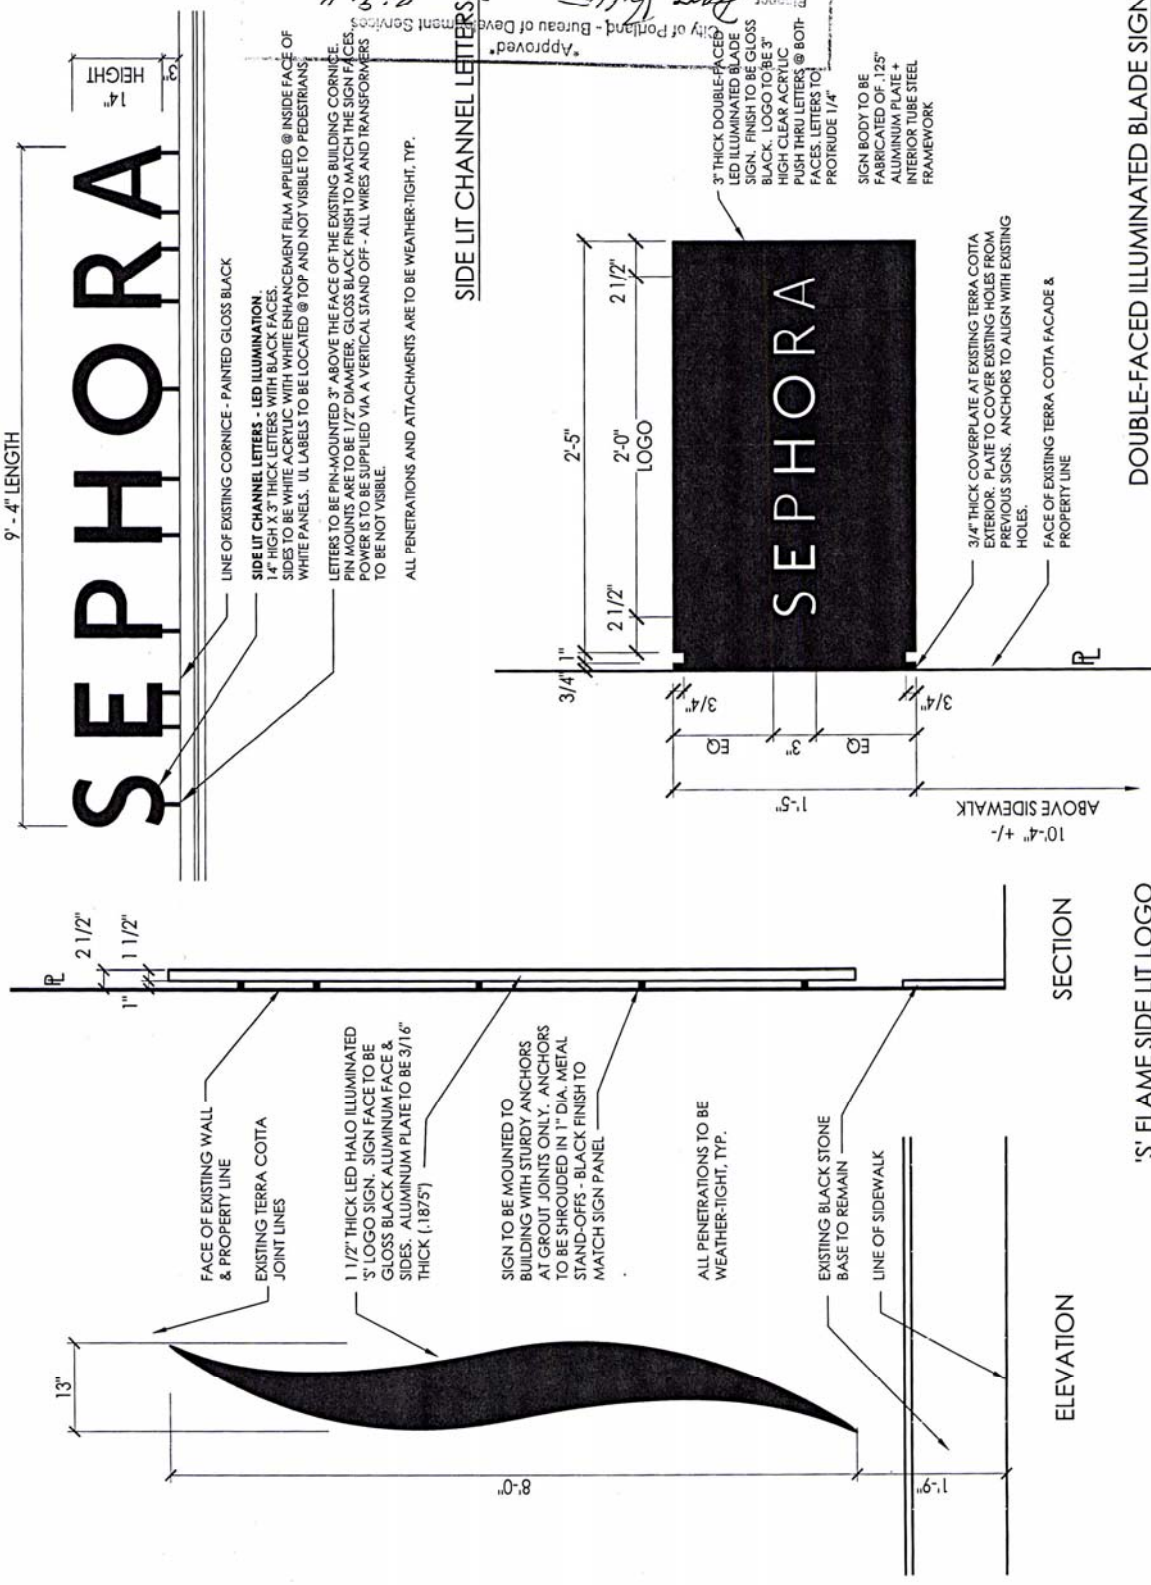 9' - 4" LENGTH
SEPHORA
14"
HEIGHT
3"
LINE OF EXISTING CORNICE - PAINTED GLOSS BLACK
SIDE LIT CHANNEL LETTERS - LED ILLUMINATION.
14" HIGH X 3" THICK LETTERS WITH BLACK FACES.
SIDES TO BE WHITE ACRYLIC WITH WHITE ENHANCEMENT FILM APPLIED @ INSIDE FACE OF
WHITE PANELS. UL LABELS TO BE LOCATED @ TOP AND NOT VISIBLE TO PEDESTRIANS.
LETTERS TO BE PIN-MOUNTED 3" ABOVE THE FACE OF THE EXISTING BUILDING CORNICE.
PIN MOUNTS ARE TO BE 1/2" DIAMETER, GLOSS BLACK FINISH TO MATCH THE SIGN FACES.
POWER IS TO BE SUPPLIED VIA A VERTICAL STAND OFF - ALL WIRES AND TRANSFORMERS
TO BE NOT VISIBLE.
ALL PENETRATIONS AND ATTACHMENTS ARE TO BE WEATHER-TIGHT, TYP.
SIDE LIT CHANNEL LETTERS
*Approved*
City of Portland - Bureau of Development Services
Planner
2'-5"
2'-0"
LOGO
2 1/2"
2 1/2"
3/4"
1"
3/4"
3/4"
EQ
3"
EQ
1'-5"
10'-4" +/-
ABOVE SIDEWALK
SEPHORA
3" THICK DOUBLE-FACED
LED ILLUMINATED BLADE
SIGN. FINISH TO BE GLOSS
BLACK. LOGO TO BE 3"
HIGH CLEAR ACRYLIC
PUSH THRU LETTERS @ BOTH
FACES. LETTERS TO
PROTRUDE 1/4"
SIGN BODY TO BE
FABRICATED OF .125"
ALUMINUM PLATE +
INTERIOR TUBE STEEL
FRAMEWORK
3/4" THICK COVERPLATE AT EXISTING TERRA COTTA
EXTERIOR. PLATE TO COVER EXISTING HOLES FROM
PREVIOUS SIGNS. ANCHORS TO ALIGN WITH EXISTING
HOLES.
FACE OF EXISTING TERRA COTTA FACADE &
PROPERTY LINE
PL
DOUBLE-FACED ILLUMINATED BLADE SIGN
PL
2 1/2"
1 1/2"
1"
FACE OF EXISTING WALL
& PROPERTY LINE
EXISTING TERRA COTTA
JOINT LINES
1 1/2" THICK LED HALO ILLUMINATED
'S' LOGO SIGN. SIGN FACE TO BE
GLOSS BLACK ALUMINUM FACE &
SIDES. ALUMINUM PLATE TO BE 3/16"
THICK (.1875")
SIGN TO BE MOUNTED TO
BUILDING WITH STURDY ANCHORS
AT GROUT JOINTS ONLY. ANCHORS
TO BE SHROUDED IN 1" DIA. METAL
STAND-OFFS - BLACK FINISH TO
MATCH SIGN PANEL
ALL PENETRATIONS TO BE
WEATHER-TIGHT, TYP.
EXISTING BLACK STONE
BASE TO REMAIN
LINE OF SIDEWALK
13"
8'-0"
1'-9"
ELEVATION
SECTION
'S' FLAME SIDE LIT LOGO